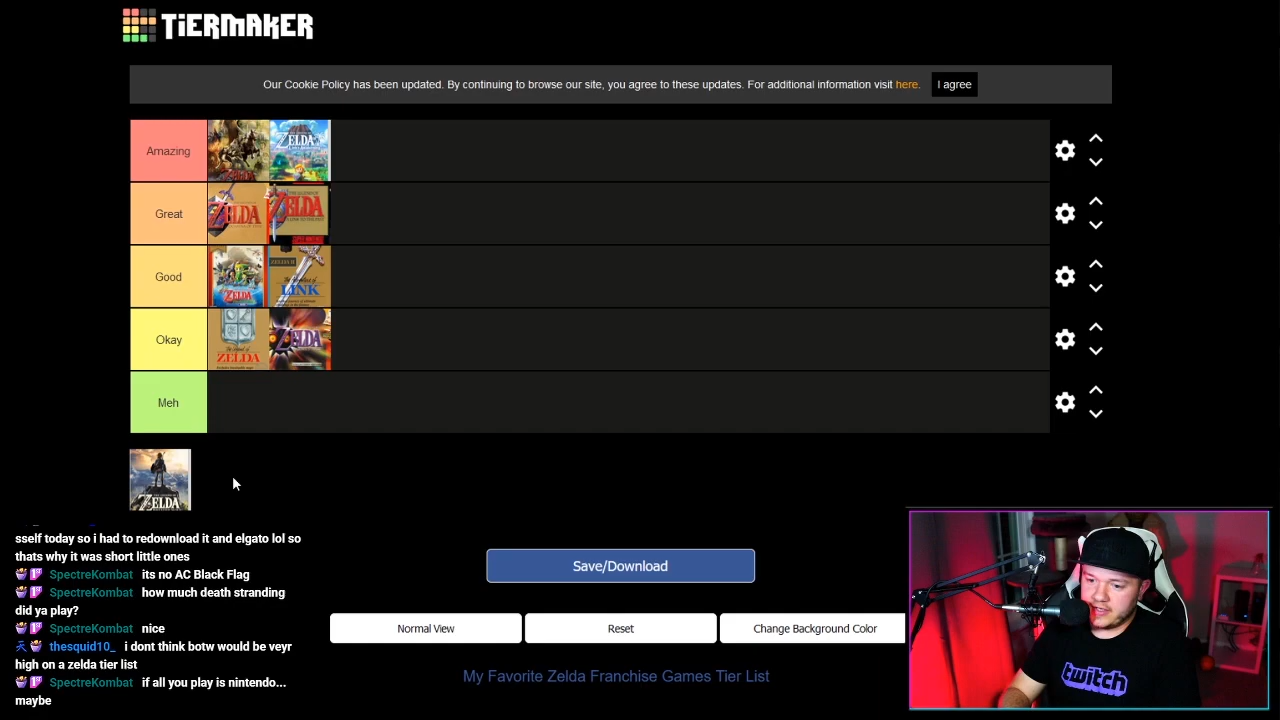 TiERMAKER
Our Cookie Policy has been updated. By continuing to browse our site, you agree to these updates. For additional information visit here. I agree
Amazing
ZELDA
ZELDA
Great
ZELDA
ZELDA
Good
ZELDA
LINK
Okay
ZELDA
ZELDA
Meh
ZELDA
sself today so i had to redownload it and elgato lol so
thats why it was short little ones
SpectreKombat its no AC Black Flag
SpectreKombat how much death stranding
did ya play?
SpectreKombat nice
thesquid10_ i dont think botw would be veyr
high on a zelda tier list
SpectreKombat if all you play is nintendo...
maybe
Save/Download
Normal View Reset Change Background Color
My Favorite Zelda Franchise Games Tier List
twitch